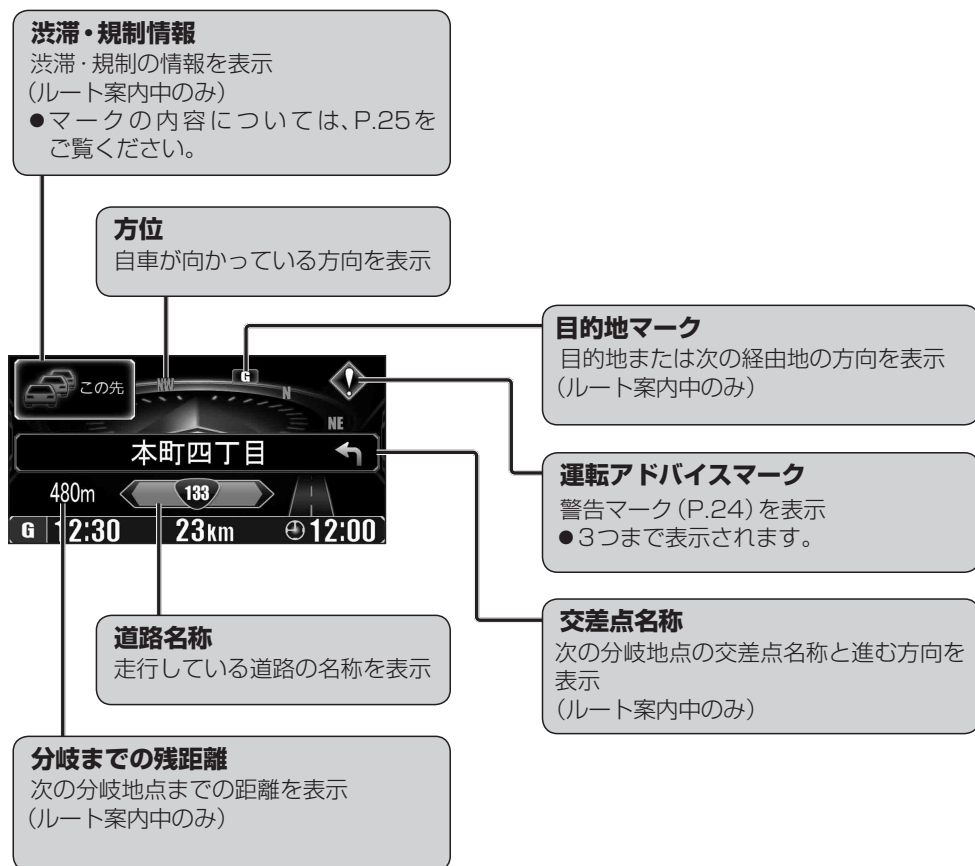 渋滞・規制情報
渋滞・規制の情報を表示
(ルート案内中のみ)
●マークの内容については、P.25を
ご覧ください。
方位
自車が向かっている方向を表示
目的地マーク
目的地または次の経由地の方向を表示
(ルート案内中のみ)
この先
NW
G
N
NE
本町四丁目
480m
133
G 12:30 23km 12:00
運転アドバイスマーク
警告マーク(P.24)を表示
●3つまで表示されます。
道路名称
走行している道路の名称を表示
交差点名称
次の分岐地点の交差点名称と進む方向を
表示
(ルート案内中のみ)
分岐までの残距離
次の分岐地点までの距離を表示
(ルート案内中のみ)